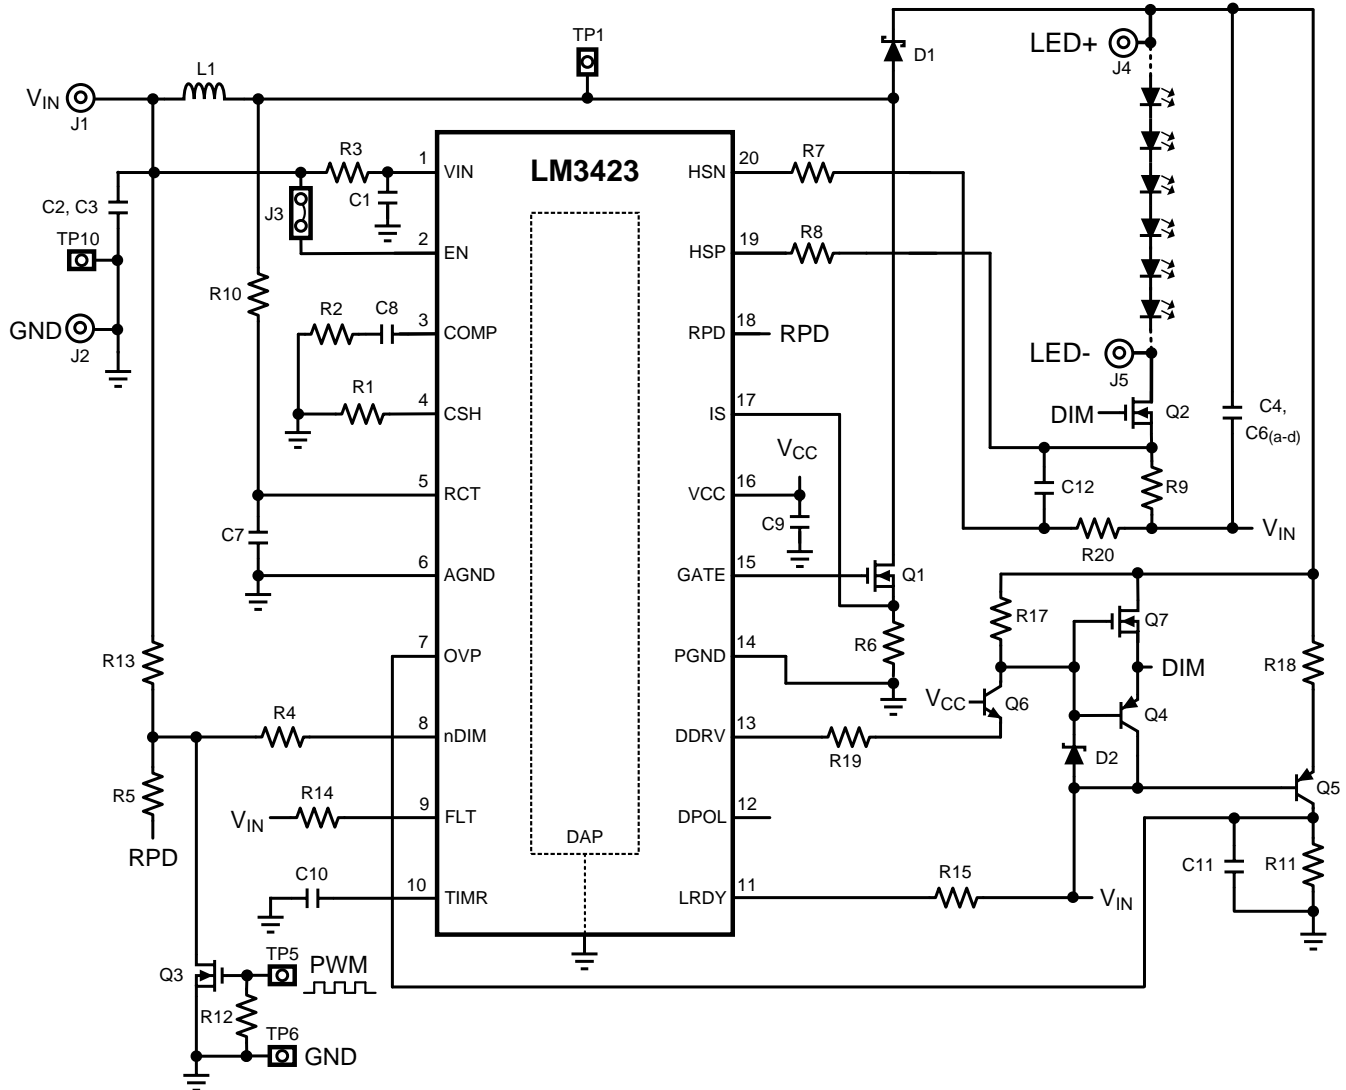 TP1
D1
LED+
J4
L1
VIN
J1
R3
1
VIN
LM3423
HSN
20
R7
C2, C3
J3
C1
TP10
2
EN
HSP
19
R8
R10
R2
C8
3
COMP
RPD
18
RPD
GND
J2
LED-
J5
R1
4
CSH
IS
17
DIM
Q2
C4,
C6(a-d)
VCC
5
RCT
VCC
16
C12
R9
C7
C9
VIN
R20
6
AGND
GATE
15
Q1
R17
Q7
R13
7
OVP
PGND
14
R6
DIM
R18
VCC
Q6
Q4
R4
8
nDIM
DDRV
13
R19
D2
R5
R14
VIN
9
FLT
DPOL
12
Q5
RPD
DAP
C11
R11
C10
10
TIMR
LRDY
11
R15
VIN
TP5
PWM
Q3
R12
TP6
GND